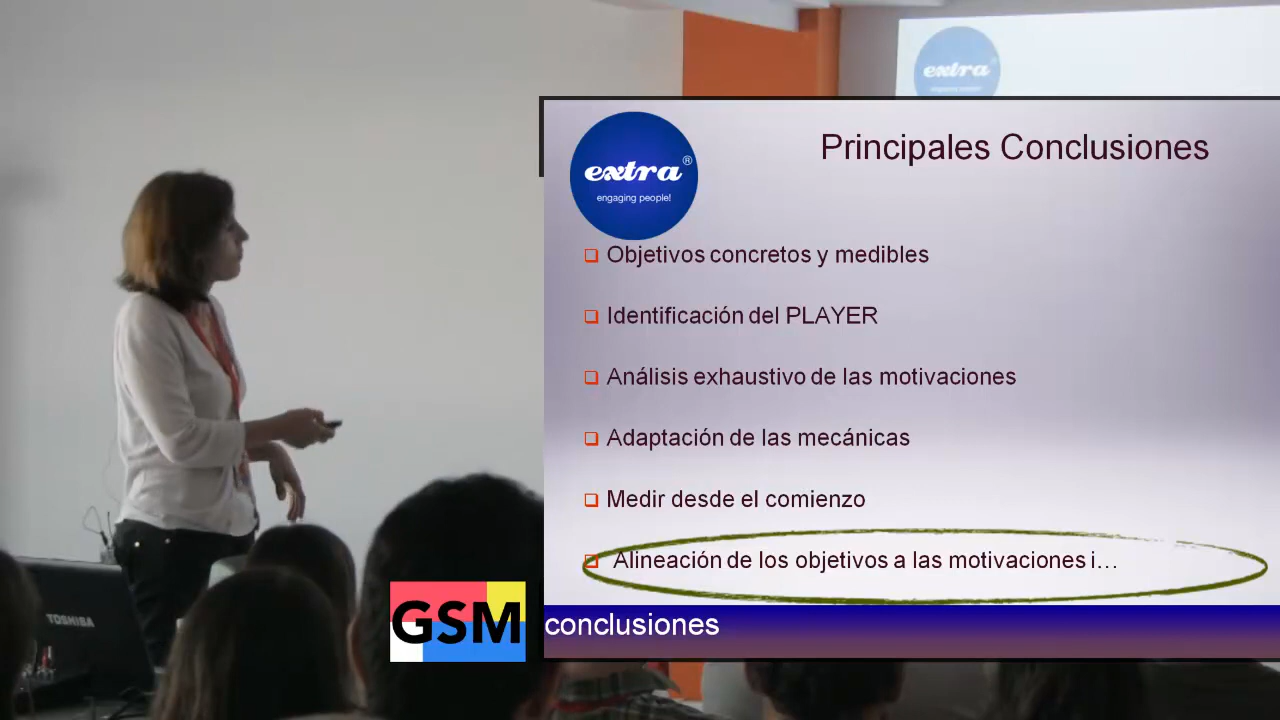 extra
extra®
engaging people!
Principales Conclusiones
Objetivos concretos y medibles
Identificación del PLAYER
Análisis exhaustivo de las motivaciones
Adaptación de las mecánicas
Medir desde el comienzo
Alineación de los objetivos a las motivaciones i…
TOSHIBA
GSM
conclusiones